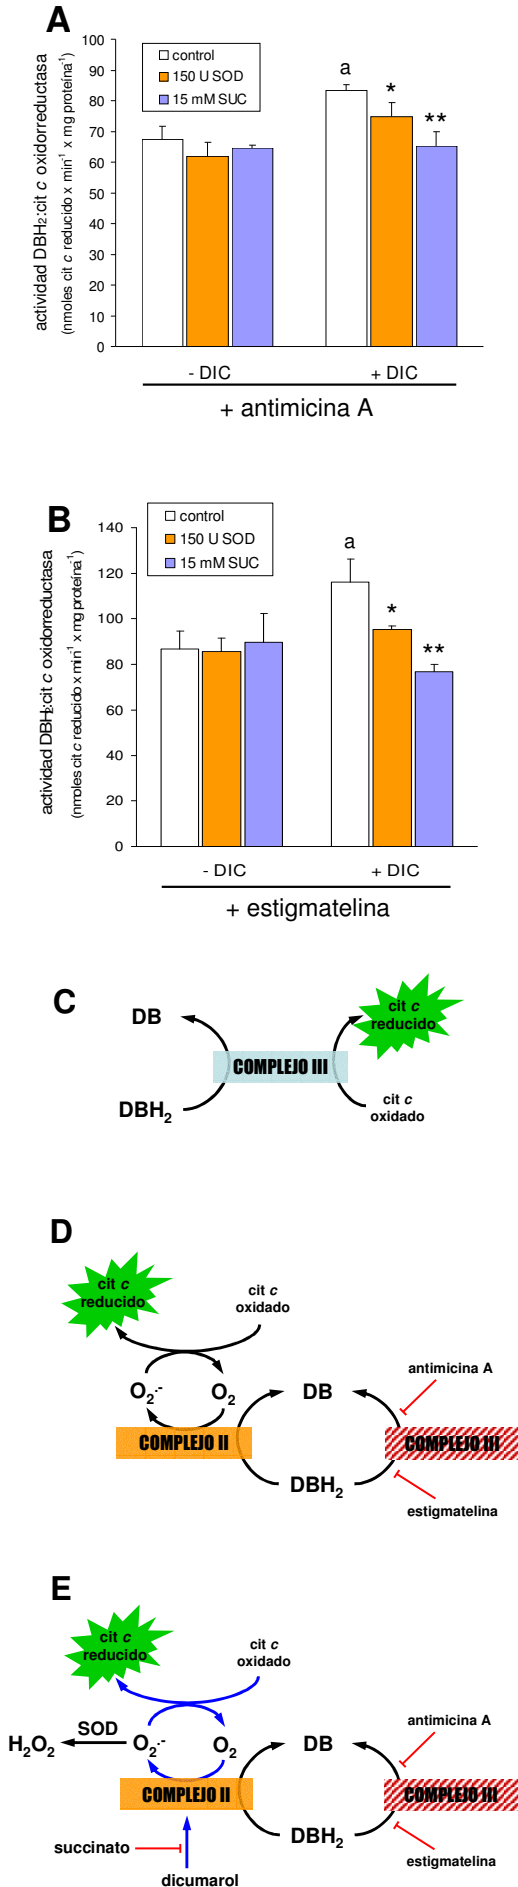 A
actividad DBH₂:cit c oxidorreductasa
(nmoles cit c reducido x min⁻¹ x mg proteína⁻¹)
100
90
80
70
60
50
40
30
20
10
0
control
150 U SOD
15 mM SUC
a
*
**
- DIC
+ DIC
+ antimicina A
B
actividad DBH₂:cit c oxidorreductasa
(nmoles cit c reducido x min⁻¹ x mg proteína⁻¹)
140
120
100
80
60
40
20
0
control
150 U SOD
15 mM SUC
a
*
**
- DIC
+ DIC
+ estigmatelina
C
DB
cit c
reducido
COMPLEJO III
DBH₂
cit c
oxidado
D
cit c
reducido
cit c
oxidado
O₂·⁻
O₂
DB
antimicina A
COMPLEJO II
COMPLEJO III
DBH₂
estigmatelina
E
cit c
reducido
cit c
oxidado
H₂O₂
SOD
O₂·⁻
O₂
DB
antimicina A
COMPLEJO II
COMPLEJO III
DBH₂
succinato
estigmatelina
dicumarol